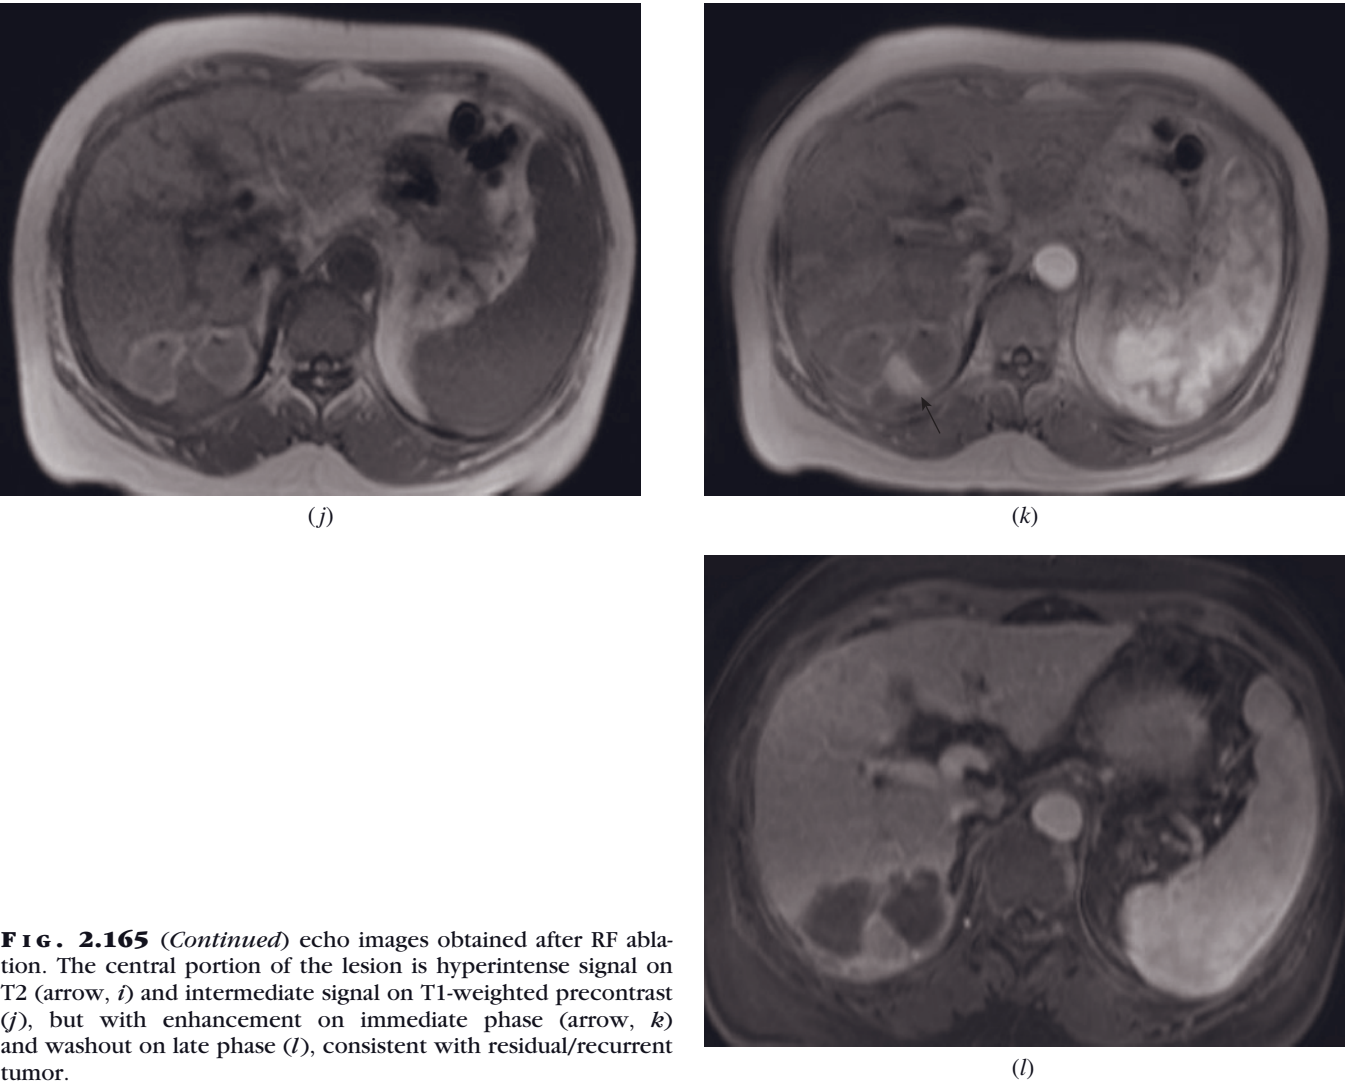 (j)
(k)
FIG. 2.165 (Continued) echo images obtained after RF abla-
tion. The central portion of the lesion is hyperintense signal on
T2 (arrow, i) and intermediate signal on T1-weighted precontrast
(j), but with enhancement on immediate phase (arrow, k)
and washout on late phase (l), consistent with residual/recurrent
tumor.
(l)